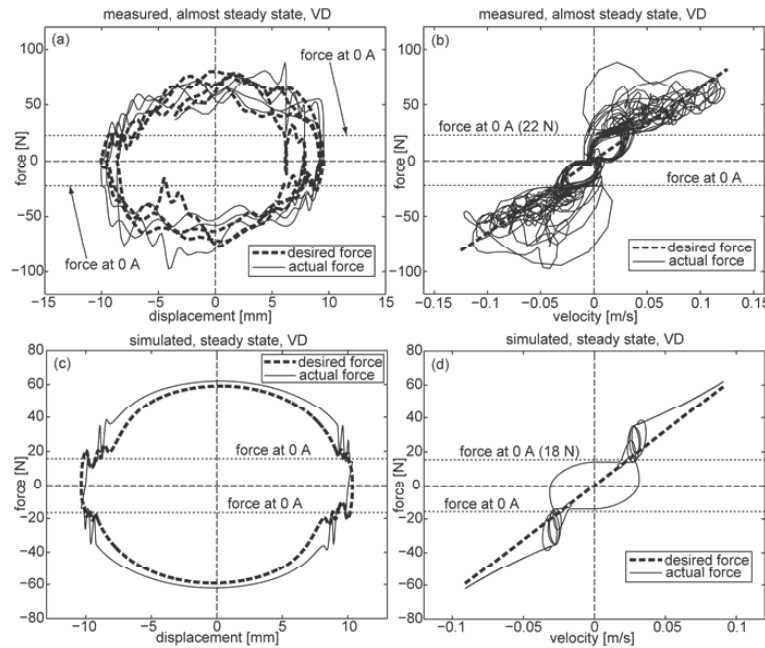 measured, almost steady state, VD
(a)
force at 0 A
force at 0 A
desired force
actual force
force [N]
100
50
0
−50
−100
−15 −10 −5 0 5 10 15
displacement [mm]
measured, almost steady state, VD
(b)
force at 0 A (22 N)
force at 0 A
desired force
actual force
force [N]
100
50
0
−50
−100
−0.15 −0.1 −0.05 0 0.05 0.1 0.15
velocity [m/s]
simulated, steady state, VD
(c)
desired force
actual force
force at 0 A
force at 0 A
force [N]
80
60
40
20
0
−20
−40
−60
−80
−10 −5 0 5 10
displacement [mm]
simulated, steady state, VD
(d)
force at 0 A (18 N)
force at 0 A
desired force
actual force
force [N]
80
60
40
20
0
−20
−40
−60
−80
−0.1 −0.05 0 0.05 0.1
velocity [m/s]